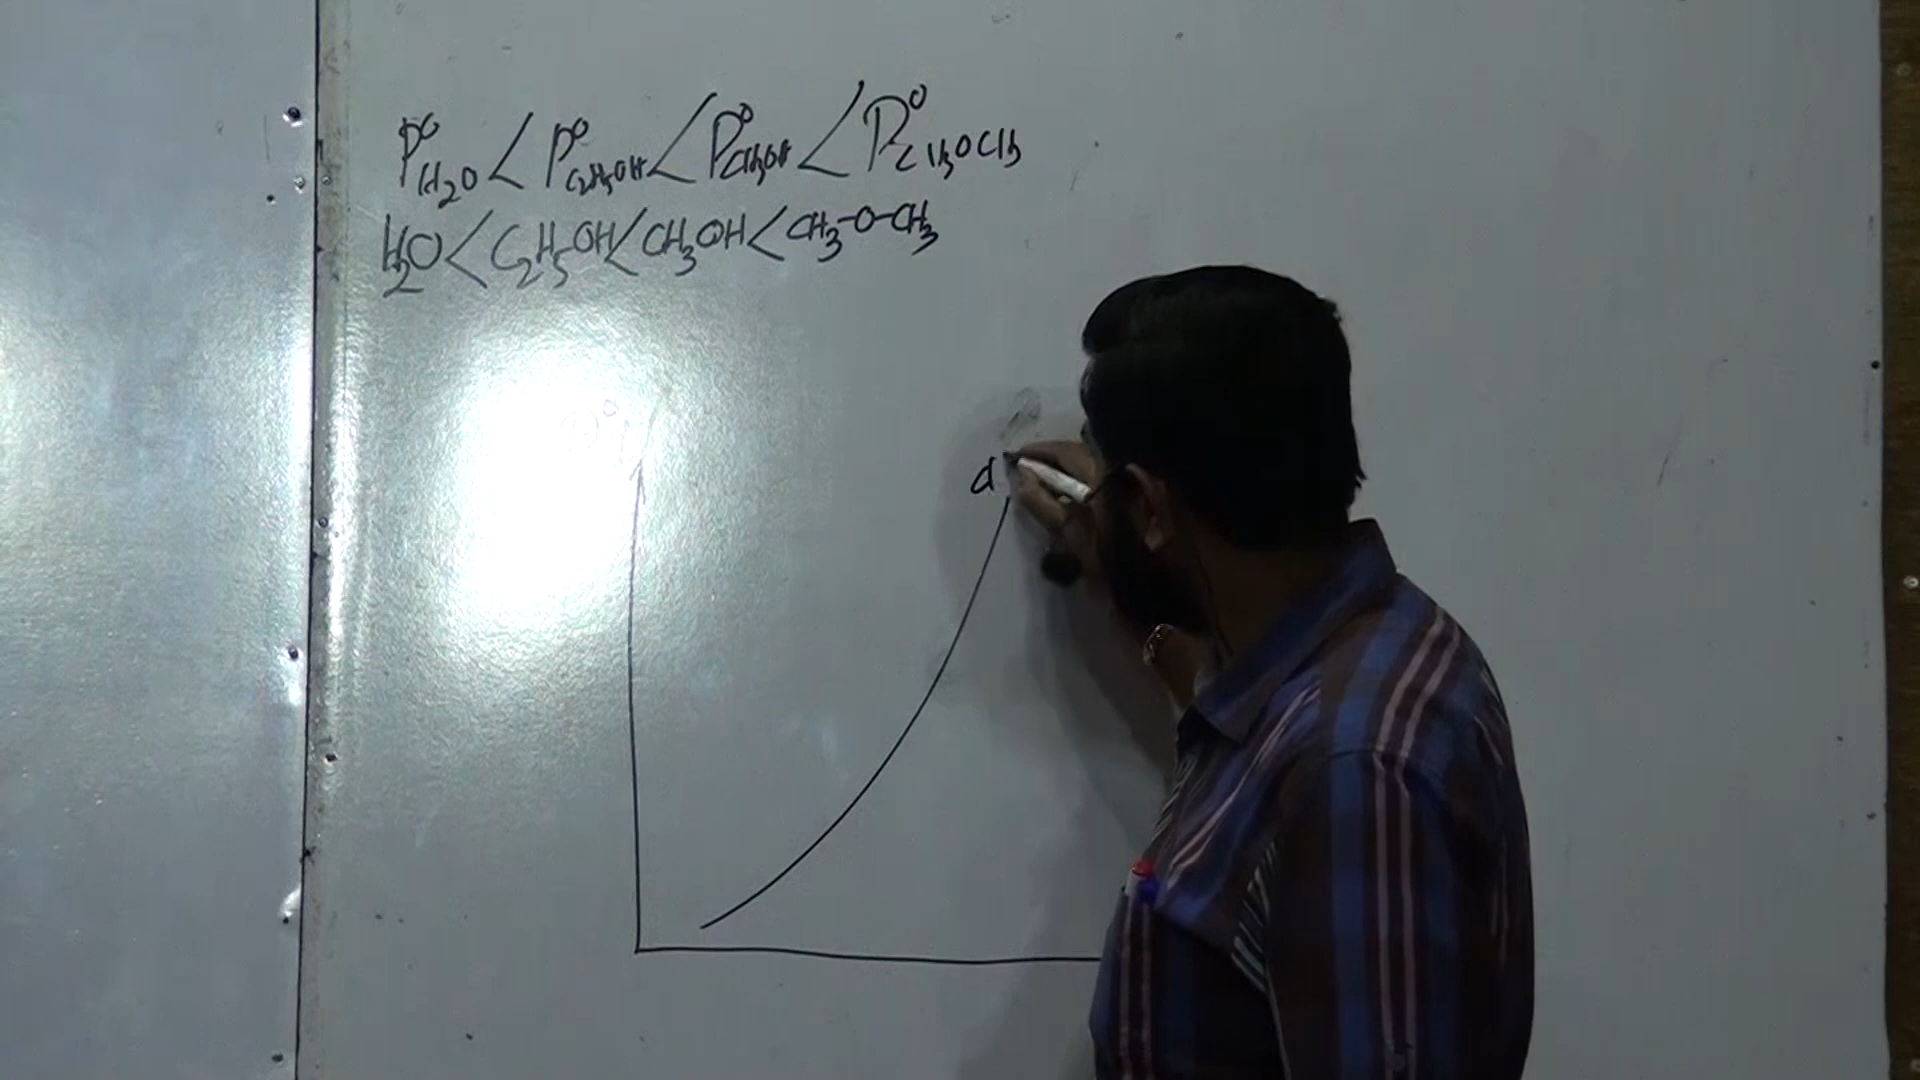 P°H₂O < P°C₂H₅OH < P°CH₃OH < P°CH₃OCH₃
H₂O < C₂H₅OH < CH₃OH < CH₃-O-CH₃
P°
d